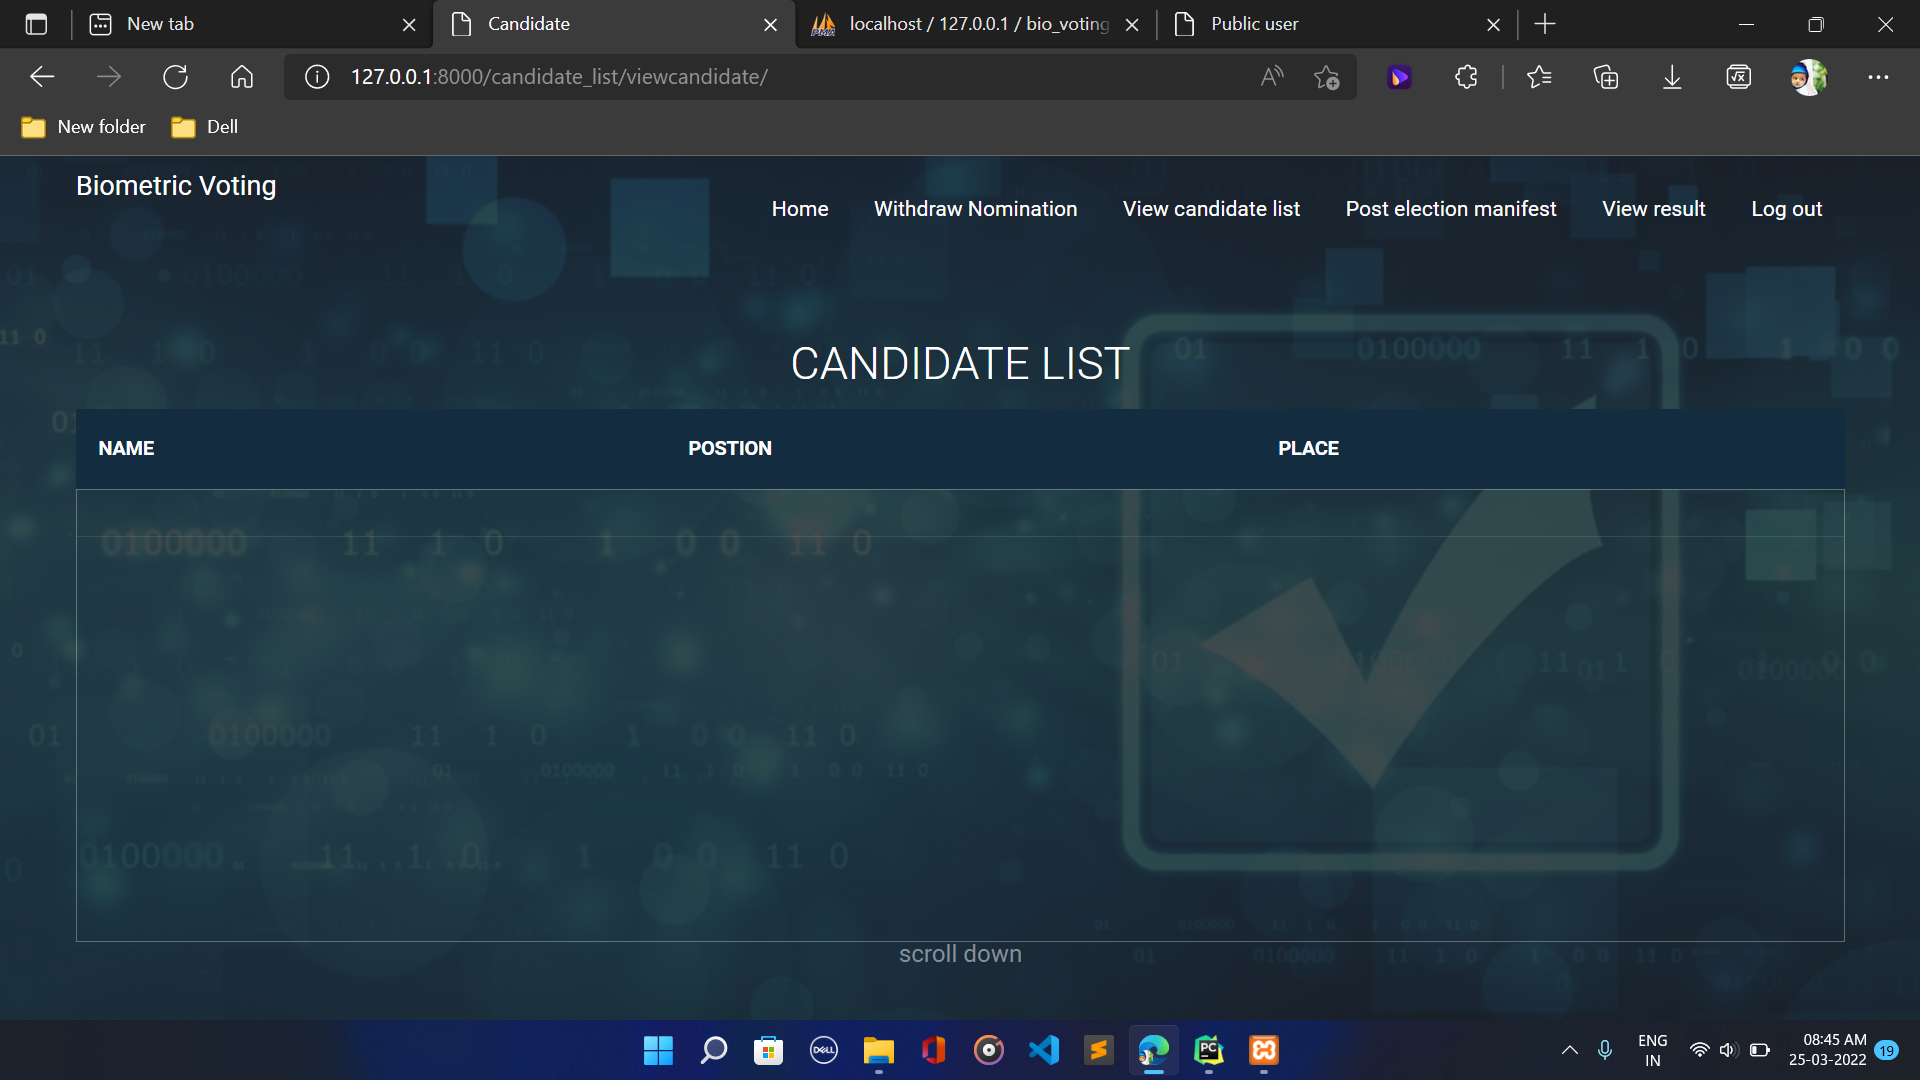 New tab
Candidate
localhost / 127.0.0.1 / bio_voting
Public user
127.0.0.1:8000/candidate_list/viewcandidate/
New folder
Dell
Biometric Voting
Home
Withdraw Nomination
View candidate list
Post election manifest
View result
Log out
CANDIDATE LIST
NAME
POSTION
PLACE
scroll down
ENG
IN
08:45 AM
25-03-2022
19